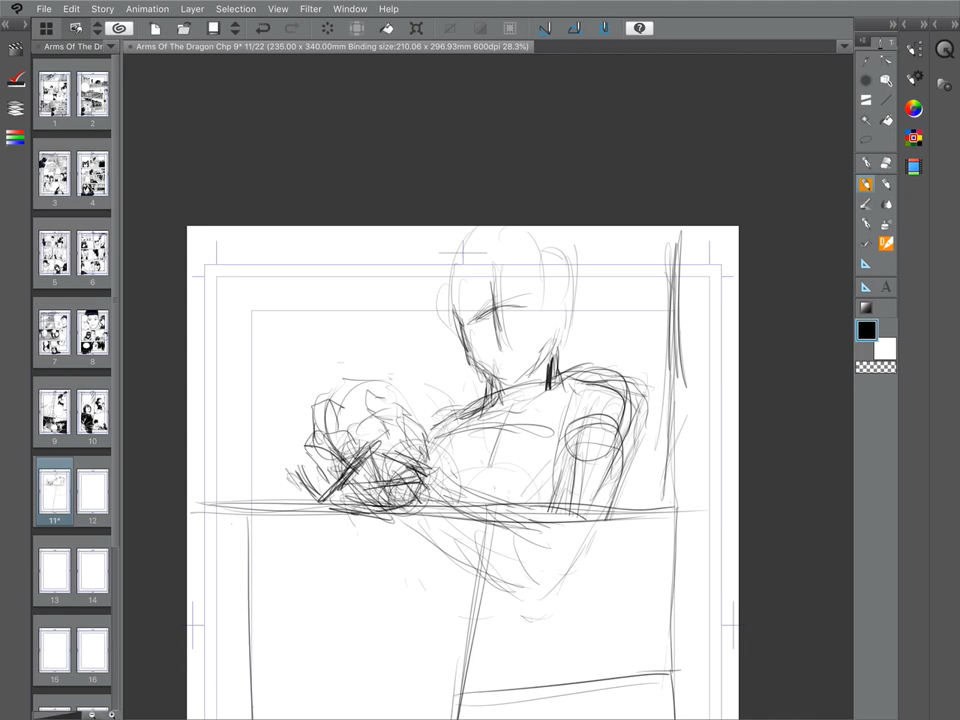 File Edit Story Animation Layer Selection View Filter Window Help
Arms Of The Dr
Arms Of The Dragon Chp 9* 11/22 (235.00 x 340.00mm Binding size:210.06 x 296.93mm 600dpi 28.3%)
T
1 2
3 4
5 6
7 8
9 10
11* 12
13 14
15 16
A